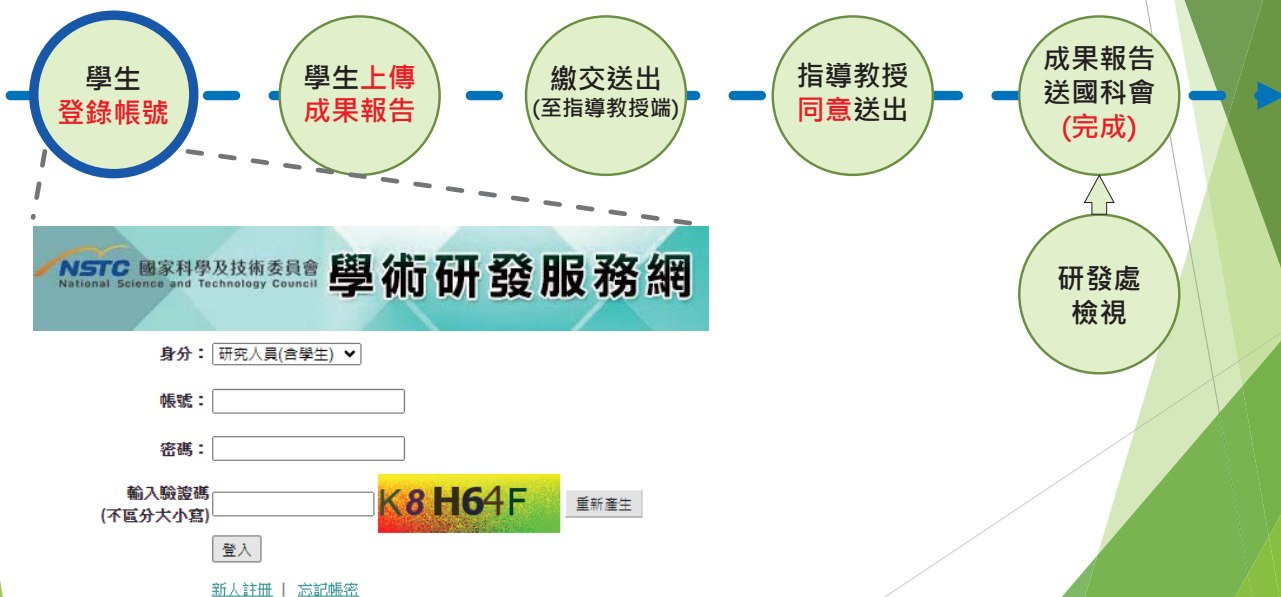 學生
登錄帳號
學生上傳
成果報告
繳交送出
(至指導教授端)
指導教授
同意送出
成果報告
送國科會
(完成)
研發處
檢視
NSTC 國家科學及技術委員會
National Science and Technology Council
學術研發服務網
身分：研究人員(含學生)
帳號：
密碼：
輸入驗證碼
(不區分大小寫)
K8H64F
重新產生
登入
新人註冊 | 忘記帳密